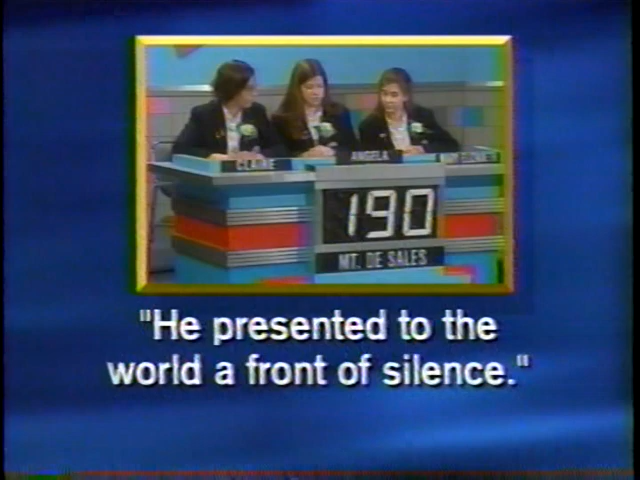 CLAIRE
ANGELA
190
MT. DE SALES
"He presented to the
world a front of silence."